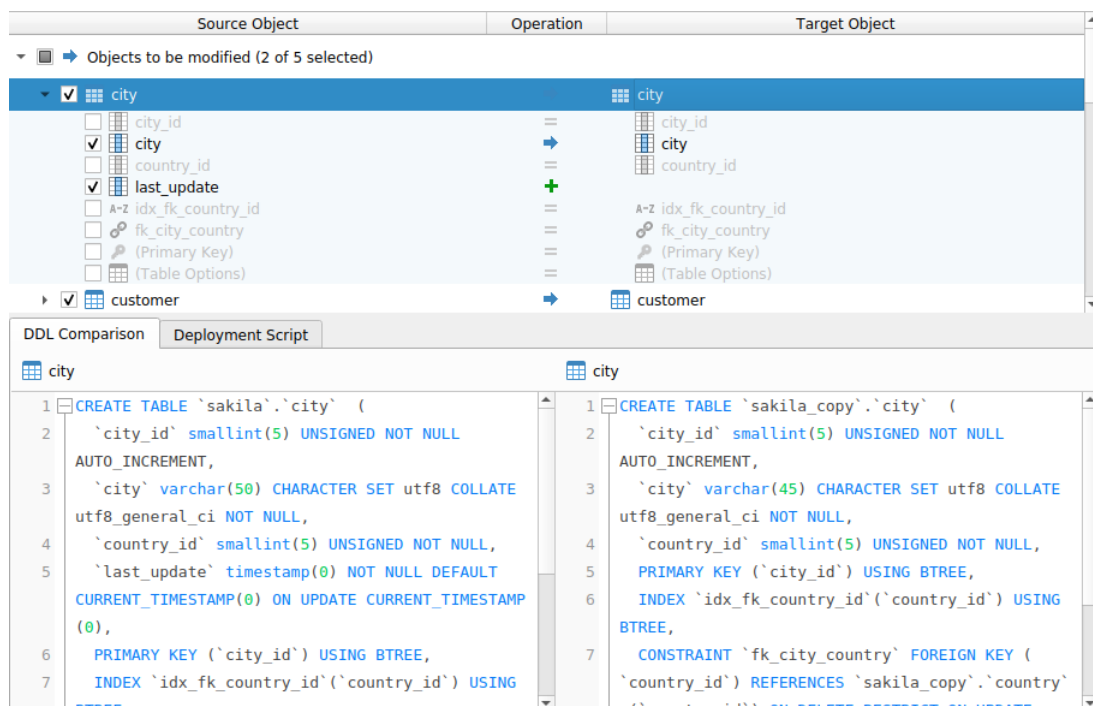 Source Object Operation Target Object
Objects to be modified (2 of 5 selected)
city = city
city_id = city_id
city city
country_id = country_id
last_update +
A-Z idx_fk_country_id = A-Z idx_fk_country_id
fk_city_country = fk_city_country
(Primary Key) = (Primary Key)
(Table Options) = (Table Options)
customer customer
DDL Comparison Deployment Script
city
1 CREATE TABLE `sakila`.`city` (
2 `city_id` smallint(5) UNSIGNED NOT NULL
AUTO_INCREMENT,
3 `city` varchar(50) CHARACTER SET utf8 COLLATE
utf8_general_ci NOT NULL,
4 `country_id` smallint(5) UNSIGNED NOT NULL,
5 `last_update` timestamp(0) NOT NULL DEFAULT
CURRENT_TIMESTAMP(0) ON UPDATE CURRENT_TIMESTAMP
(0),
6 PRIMARY KEY (`city_id`) USING BTREE,
7 INDEX `idx_fk_country_id`(`country_id`) USING
BTREE,
city
1 CREATE TABLE `sakila_copy`.`city` (
2 `city_id` smallint(5) UNSIGNED NOT NULL
AUTO_INCREMENT,
3 `city` varchar(45) CHARACTER SET utf8 COLLATE
utf8_general_ci NOT NULL,
4 `country_id` smallint(5) UNSIGNED NOT NULL,
5 PRIMARY KEY (`city_id`) USING BTREE,
6 INDEX `idx_fk_country_id`(`country_id`) USING
BTREE,
7 CONSTRAINT `fk_city_country` FOREIGN KEY (
`country_id`) REFERENCES `sakila_copy`.`country`
(`country_id`) ON DELETE RESTRICT ON UPDATE